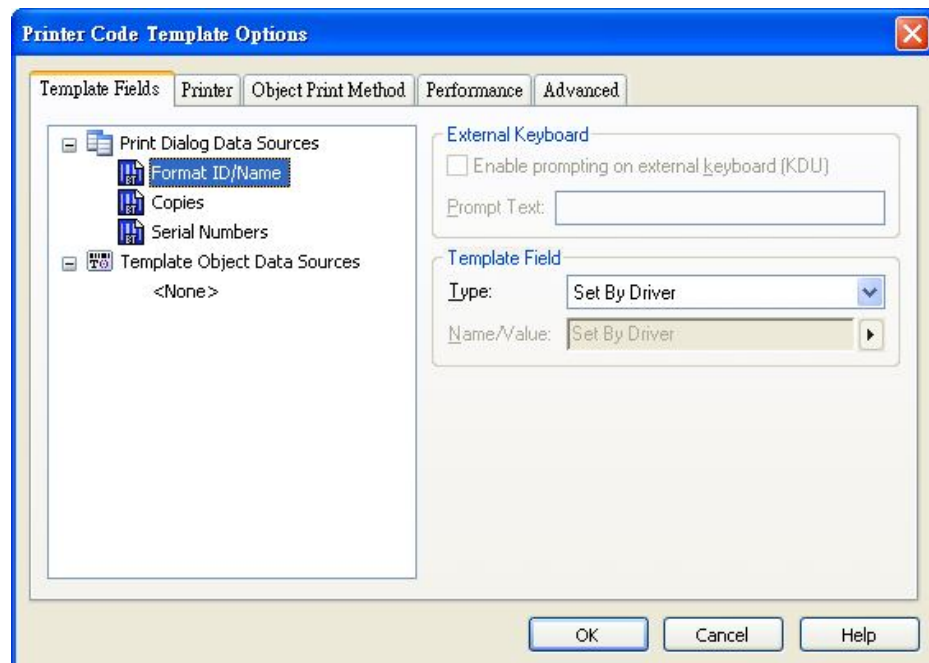 Printer Code Template Options
Template Fields Printer Object Print Method Performance Advanced
Print Dialog Data Sources
Format ID/Name
Copies
Serial Numbers
Template Object Data Sources
<None>
External Keyboard
Enable prompting on external keyboard (KDU)
Prompt Text:
Template Field
Type: Set By Driver
Name/Value: Set By Driver
OK Cancel Help